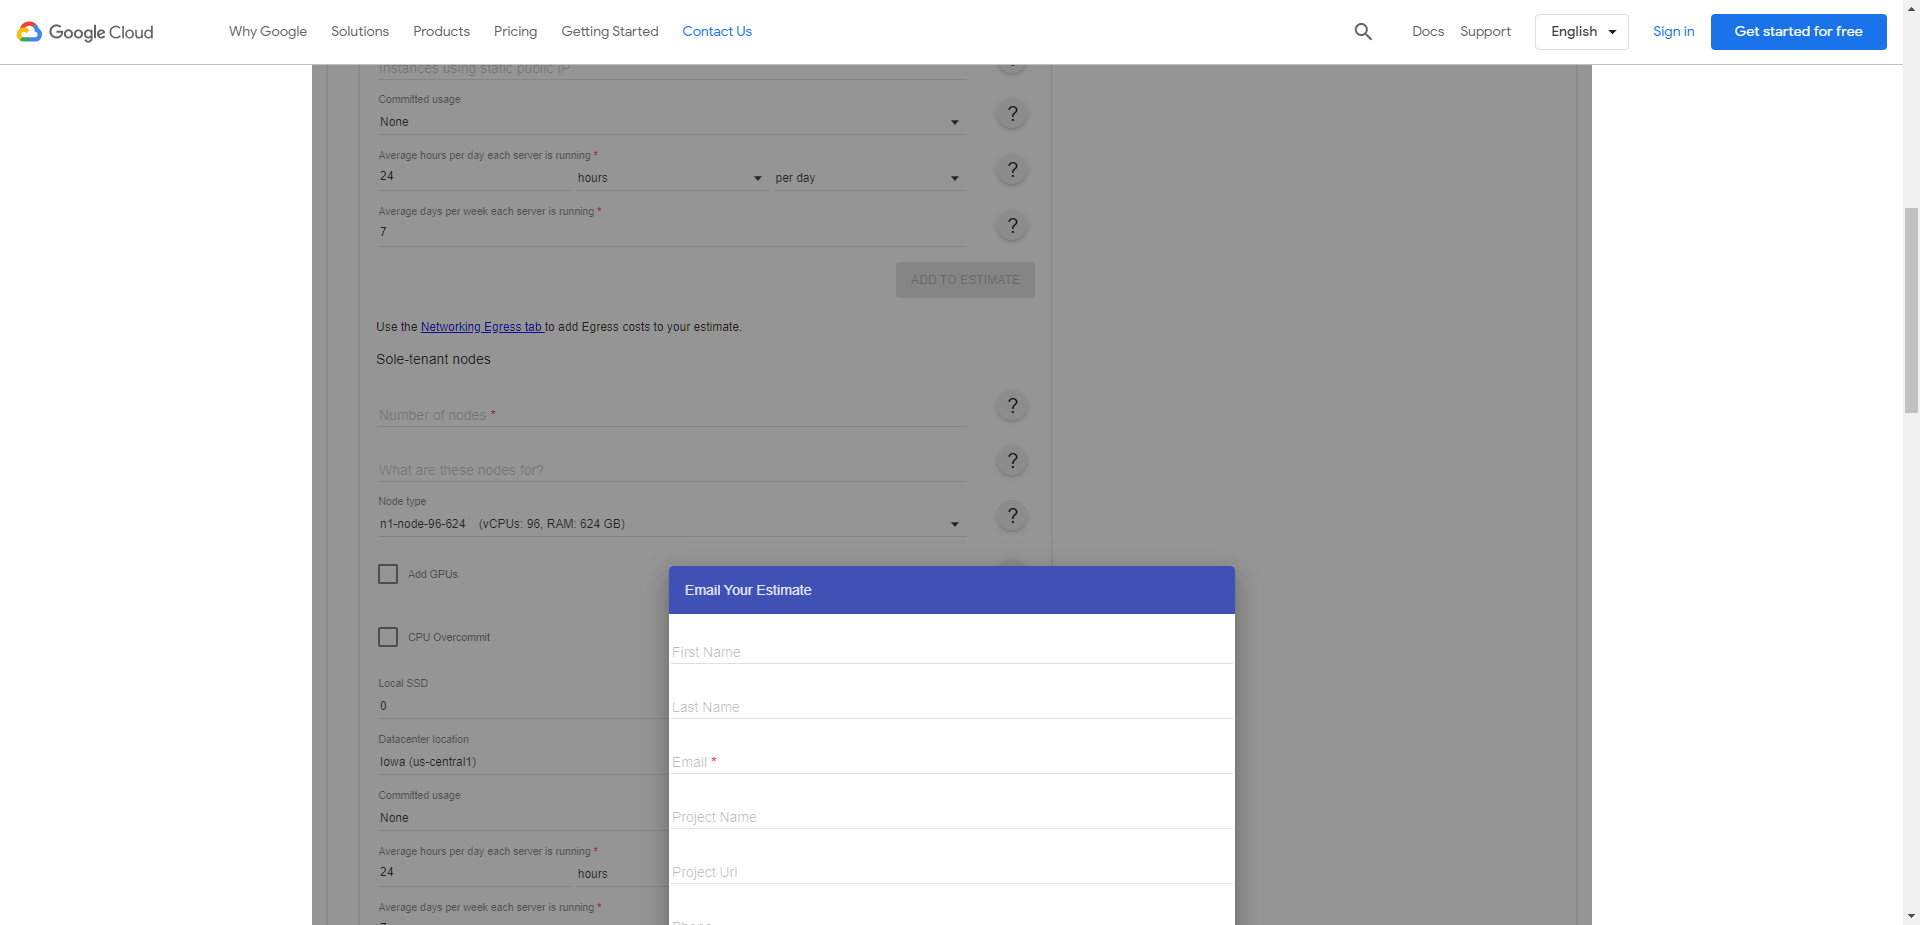 Google Cloud
Why Google Solutions Products Pricing Getting Started Contact Us Docs Support English Sign in Get started for free
Instances using static public IP
Committed usage
None ?
Average hours per day each server is running *
24 hours per day ?
Average days per week each server is running *
7 ?
ADD TO ESTIMATE
Use the Networking Egress tab to add Egress costs to your estimate.
Sole-tenant nodes
Number of nodes * ?
What are these nodes for? ?
Node type
n1-node-96-624 (vCPUs: 96, RAM: 624 GB) ?
Add GPUs.
CPU Overcommit
Local SSD
0
Datacenter location
Iowa (us-central1)
Committed usage
None
Average hours per day each server is running *
24 hours
Average days per week each server is running *
Email Your Estimate
First Name
Last Name
Email *
Project Name
Project Url